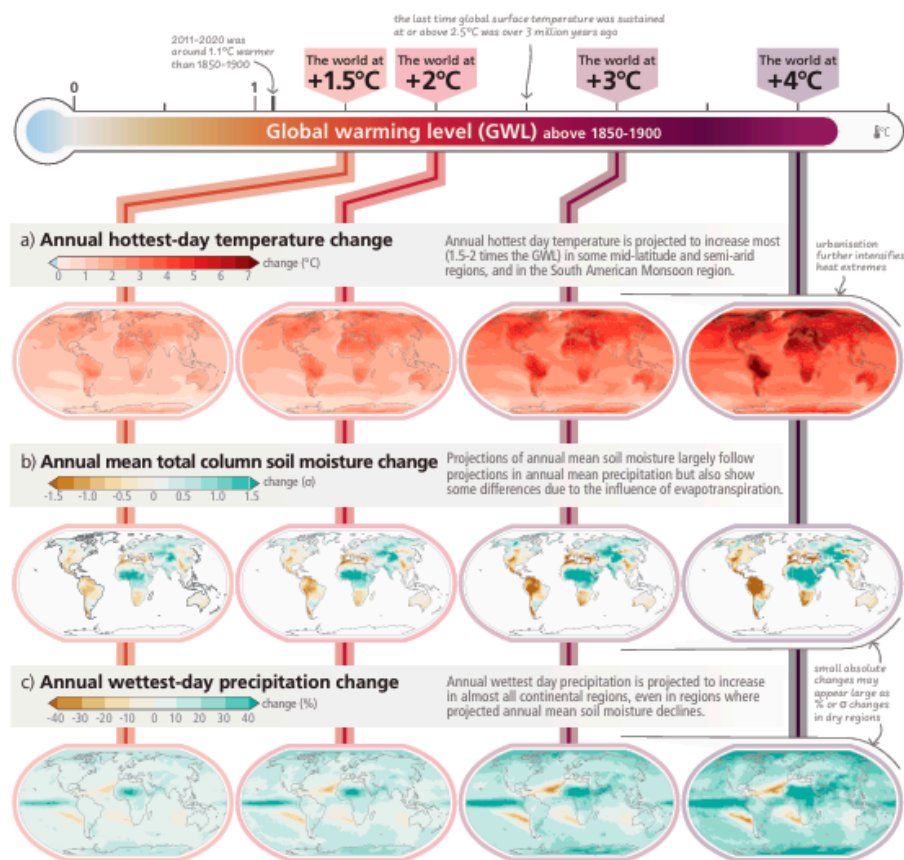 the last time global surface temperature was sustained
at or above 2.5°C was over 3 million years ago
2011-2020 was
around 1.1°C warmer
than 1850-1900
The world at
+1.5°C
The world at
+2°C
The world at
+3°C
The world at
+4°C
0
1
Global warming level (GWL) above 1850-1900
°C
a) Annual hottest-day temperature change
change (°C)
0 1 2 3 4 5 6 7
Annual hottest day temperature is projected to increase most
(1.5-2 times the GWL) in some mid-latitude and semi-arid
regions, and in the South American Monsoon region.
urbanisation
further intensifies
heat extremes
b) Annual mean total column soil moisture change
change (σ)
-1.5 -1.0 -0.5 0 0.5 1.0 1.5
Projections of annual mean soil moisture largely follow
projections in annual mean precipitation but also show
some differences due to the influence of evapotranspiration.
c) Annual wettest-day precipitation change
change (%)
-40 -30 -20 -10 0 10 20 30 40
Annual wettest day precipitation is projected to increase
in almost all continental regions, even in regions where
projected annual mean soil moisture declines.
small absolute
changes may
appear large as
% or σ changes
in dry regions